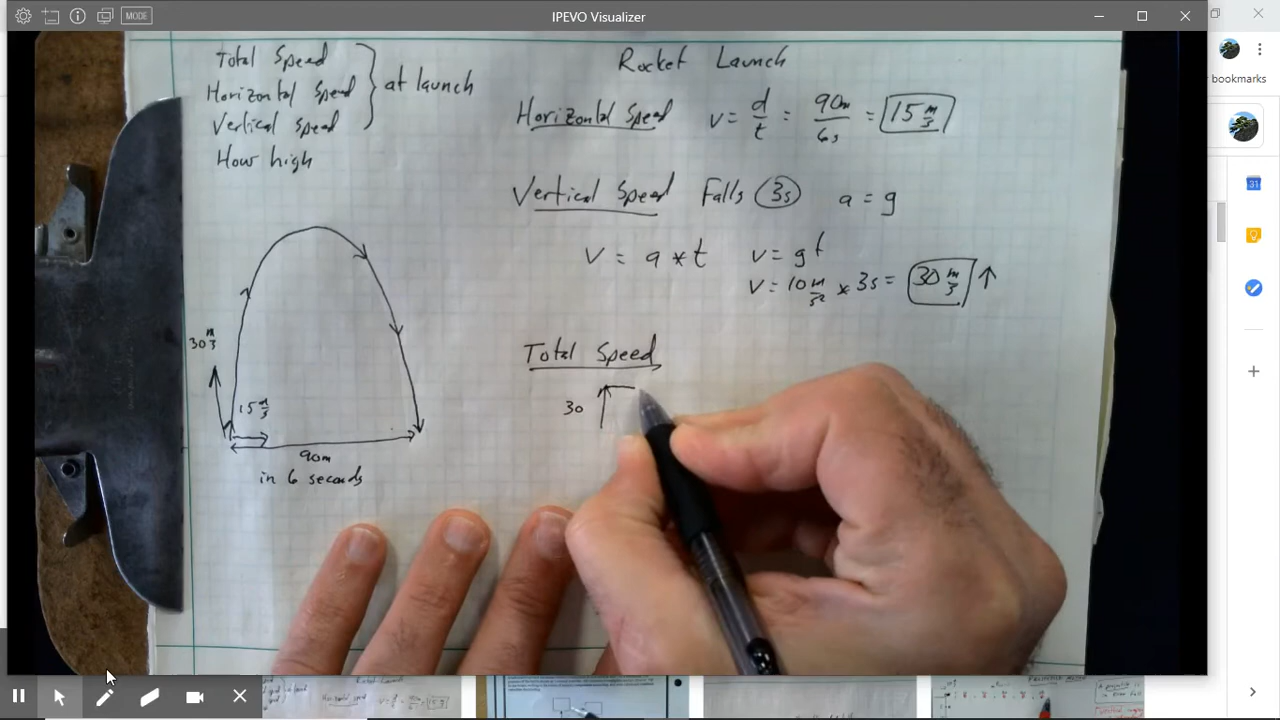 IPEVO Visualizer
MODE
bookmarks
31
Total Speed
Horizontal Speed
Vertical Speed
at launch
How high
Rocket Launch
Horizontal Speed v = d/t = 90m/6s = 15 m/s
Vertical Speed Falls 3s a = g
v = a * t v = gt
v = 10 m/s² * 3s = 30 m/s ↑
30 m/s
15 m/s
90m
in 6 seconds
Total Speed
30